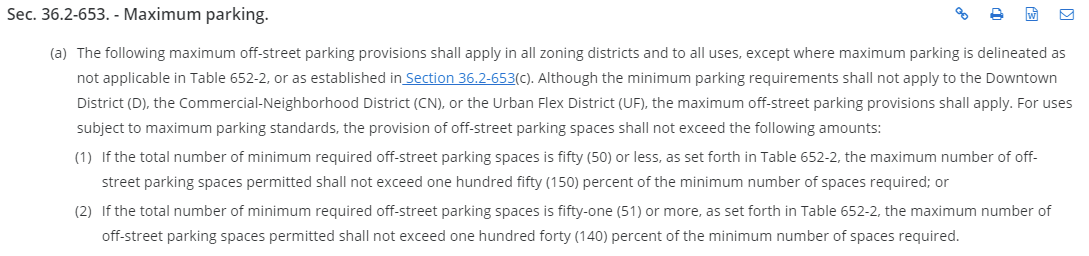 Sec. 36.2-653. - Maximum parking.
(a) The following maximum off-street parking provisions shall apply in all zoning districts and to all uses, except where maximum parking is delineated as
not applicable in Table 652-2, or as established in Section 36.2-653(c). Although the minimum parking requirements shall not apply to the Downtown
District (D), the Commercial-Neighborhood District (CN), or the Urban Flex District (UF), the maximum off-street parking provisions shall apply. For uses
subject to maximum parking standards, the provision of off-street parking spaces shall not exceed the following amounts:
(1) If the total number of minimum required off-street parking spaces is fifty (50) or less, as set forth in Table 652-2, the maximum number of off-
street parking spaces permitted shall not exceed one hundred fifty (150) percent of the minimum number of spaces required; or
(2) If the total number of minimum required off-street parking spaces is fifty-one (51) or more, as set forth in Table 652-2, the maximum number of
off-street parking spaces permitted shall not exceed one hundred forty (140) percent of the minimum number of spaces required.